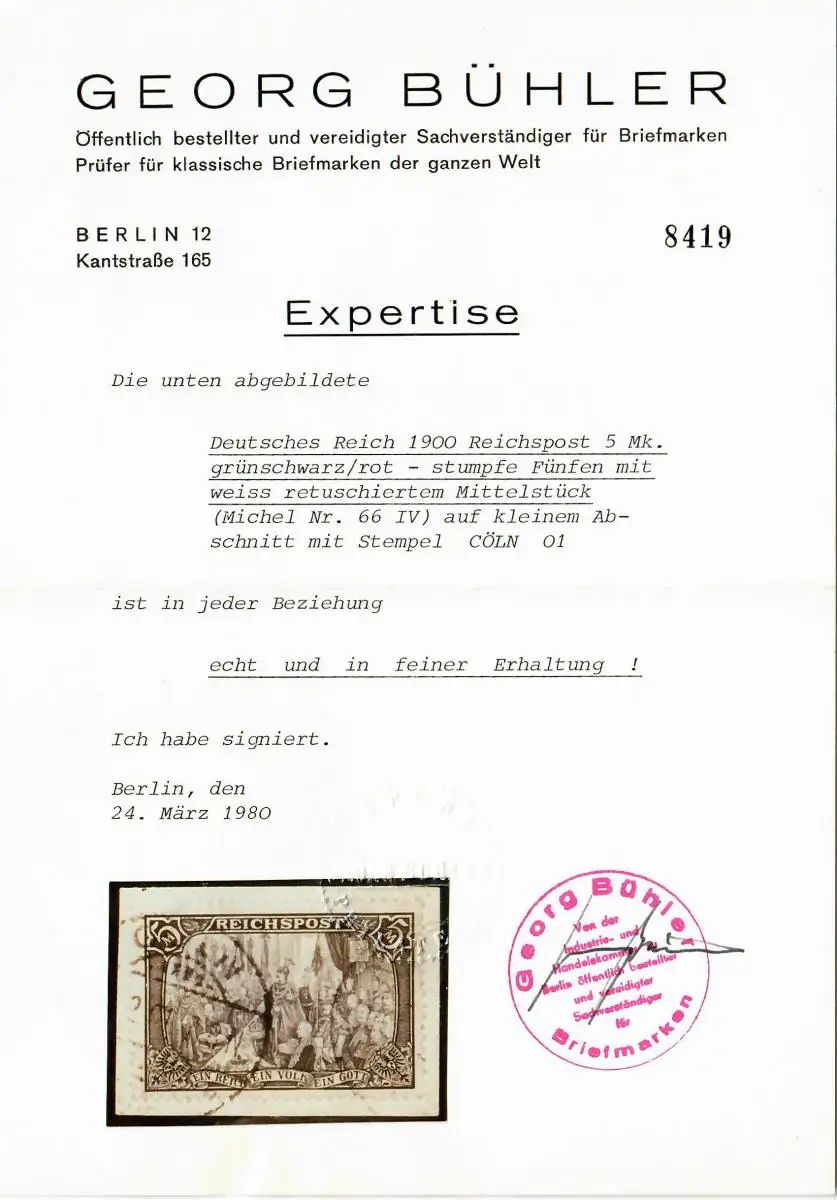 GEORG BÜHLER
Öffentlich bestellter und vereidigter Sachverständiger für Briefmarken
Prüfer für klassische Briefmarken der ganzen Welt
BERLIN 12
8419
Kantstraße 165
Expertise
Die unten abgebildete
Deutsches Reich 1900 Reichspost 5 Mk.
grünschwarz/rot - stumpfe Fünfen mit
weiss retuschiertem Mittelstück
(Michel Nr. 66 IV) auf kleinem Ab-
schnitt mit Stempel CÖLN 01
ist in jeder Beziehung
echt und in feiner Erhaltung !
Ich habe signiert.
Berlin, den
24. März 1980
REICHSPOST
5
5
EIN REICH EIN VOLK EIN GOTT
Georg Bühler
Von der
Industrie- und
Handelskammer zu
Berlin öffentlich bestellter
und vereidigter
Sachverständiger
für
Briefmarken